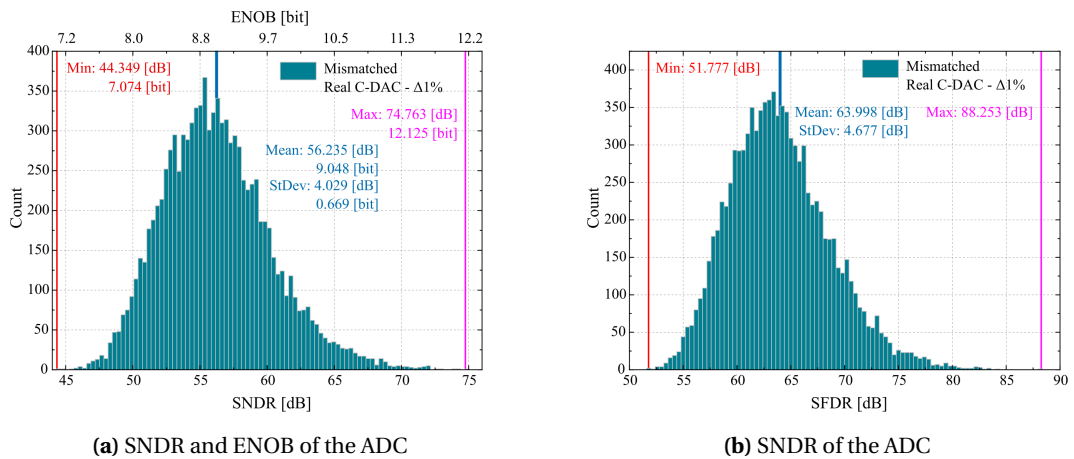 ENOB [bit]
7.2 8.0 8.9 9.7 10.5 11.3 12.2
400
350
300
250
200
150
100
50
0
Count
Min: 44.349 [dB]
7.074 [bit]
Mismatched
Real C-DAC - Δ1%
Max: 74.763 [dB]
12.125 [bit]
Mean: 56.235 [dB]
9.048 [bit]
StDev: 4.029 [dB]
0.669 [bit]
45 50 55 60 65 70 75
SNDR [dB]
(a) SNDR and ENOB of the ADC
400
350
300
250
200
150
100
50
0
Count
Min: 51.777 [dB]
Mismatched
Real C-DAC - Δ1%
Mean: 63.998 [dB]
StDev: 4.677 [dB]
Max: 88.253 [dB]
50 55 60 65 70 75 80 85 90
SFDR [dB]
(b) SNDR of the ADC